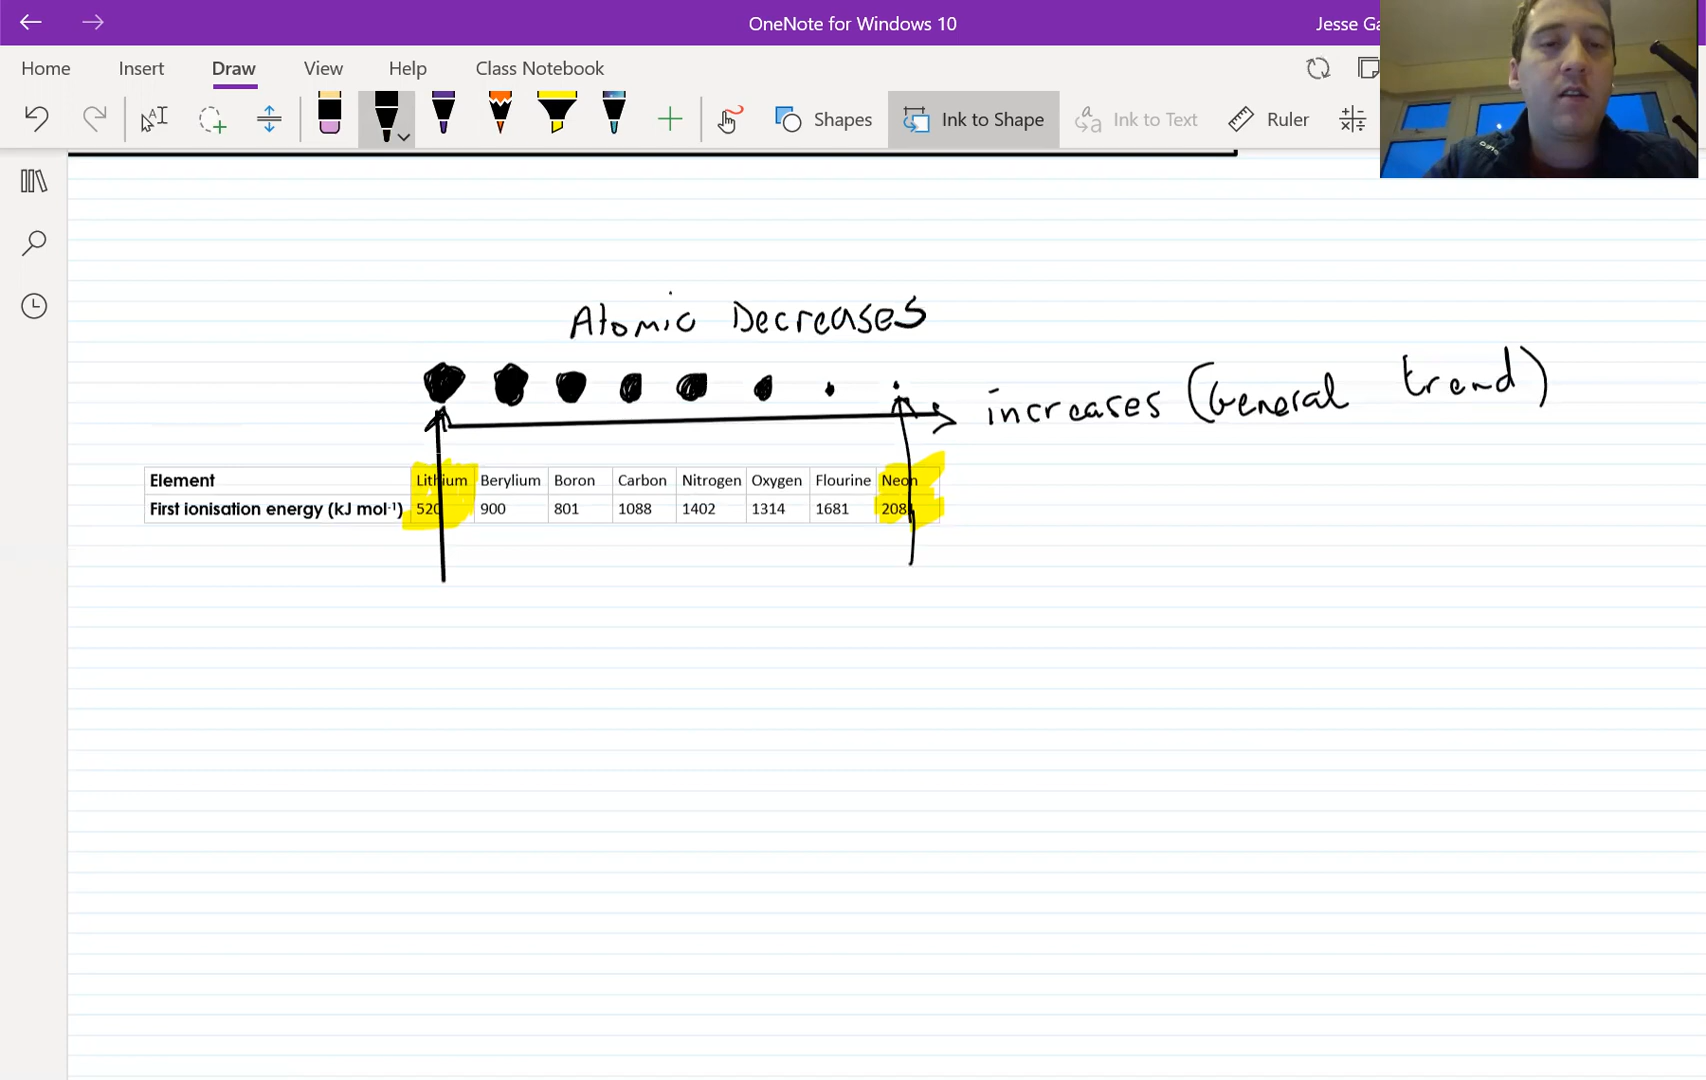 OneNote for Windows 10
Jesse Ga
Home Insert Draw View Help Class Notebook
Shapes Ink to Shape Ink to Text Ruler
Atomic Decreases
increases (General trend)
Element Lithium Berylium Boron Carbon Nitrogen Oxygen Flourine Neon
First ionisation energy (kJ mol-1) 520 900 801 1088 1402 1314 1681 208